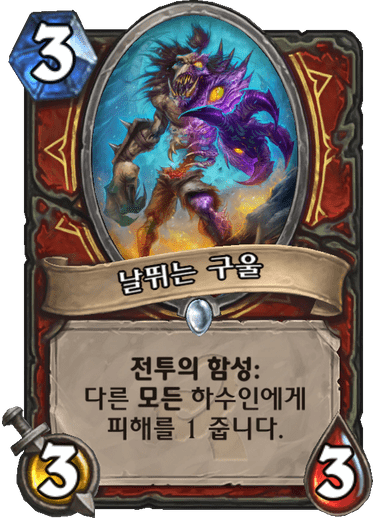 3
날뛰는 구울
전투의 함성:
다른 모든 하수인에게
피해를 1 줍니다.
3
3